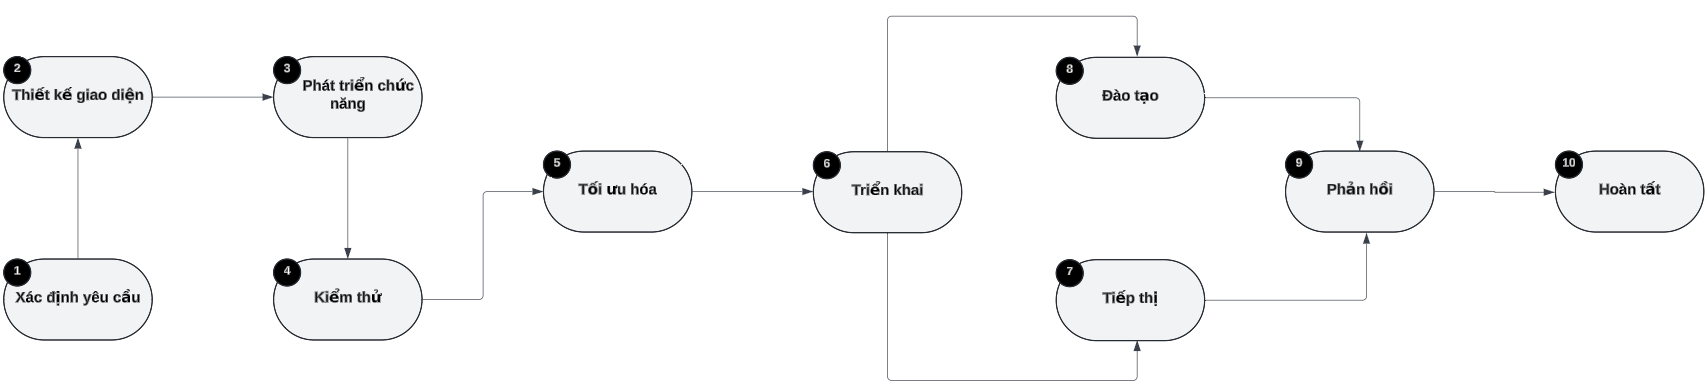 1
Xác định yêu cầu
2
Thiết kế giao diện
3
Phát triển chức
năng
4
Kiểm thử
5
Tối ưu hóa
6
Triển khai
7
Tiếp thị
8
Đào tạo
9
Phản hồi
10
Hoàn tất